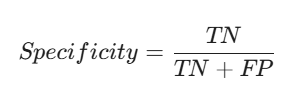 Specificity = TN / (TN + FP)